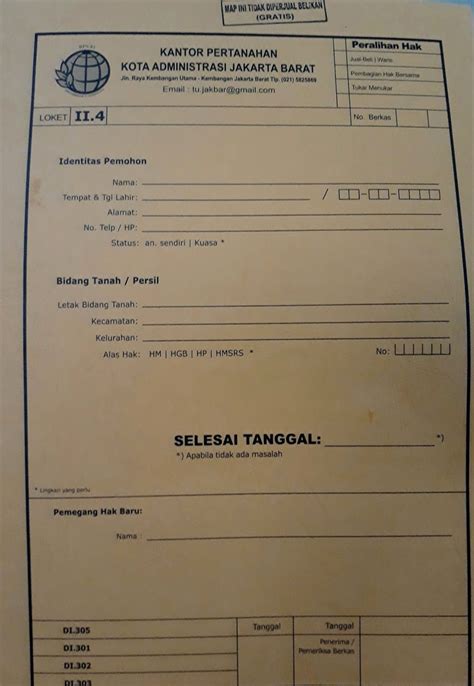 MAP INI TIDAK DIPERJUAL BELIKAN
(GRATIS)
KANTOR PERTANAHAN
KOTA ADMINISTRASI JAKARTA BARAT
Jln. Raya Kembangan Utama - Kembangan Jakarta Barat Tlp. (021) 5825869
Email : tu.jakbar@gmail.com
Peralihan Hak
Jual Beli | Waris
Pembagian Hak Bersama
Tukar Menukar
LOKET II.4
No. Berkas
Identitas Pemohon
Nama:
Tempat & Tgl Lahir: /
Alamat:
No. Telp / HP:
Status: an. sendiri | Kuasa *
Bidang Tanah / Persil
Letak Bidang Tanah:
Kecamatan:
Kelurahan:
Alas Hak: HM | HGB | HP | HMSRS * No:
SELESAI TANGGAL: *)
*) Apabila tidak ada masalah
* Lingkari yang perlu
Pemegang Hak Baru:
Nama :
Tanggal Tanggal
DI.305
Penerima /
Pemeriksa Berkas
DI.301
DI.302
DI.303